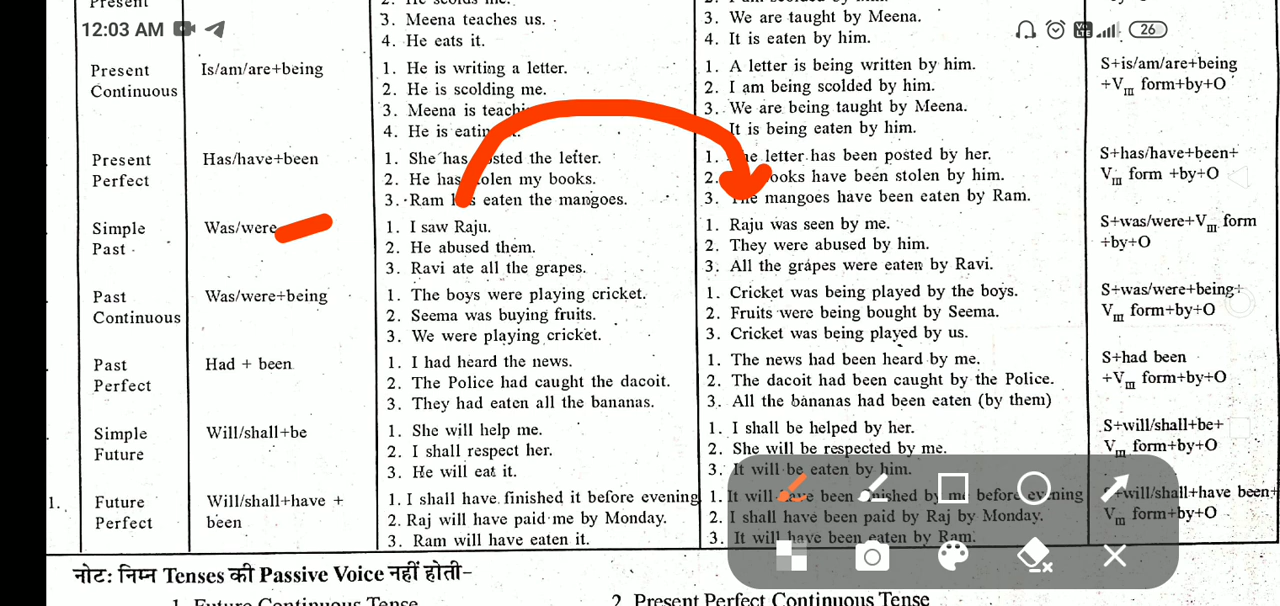 Present
3. Meena teaches us.
3. We are taught by Meena.
12:03 AM
26
4. He eats it.
4. It is eaten by him.
Present Continuous
Is/am/are+being
1. He is writing a letter.
2. He is scolding me.
3. Meena is
4. He is
1. A letter is being written by him.
2. I am being scolded by him.
3. We are being taught by Meena.
It is being eaten by him.
S+is/am/are+being
+VIII form+by+O
Present Perfect
Has/have+been
1. She has the letter.
2. He has my books.
3. Ram eaten the mangoes.
1. letter has been posted by her.
2. have been stolen by him.
3. mangoes have been eaten by Ram.
S+has/have+been+
VIII form +by+O
Simple Past
Was/were
1. I saw Raju.
2. He abused them.
3. Ravi ate all the grapes.
1. Raju was seen by me.
2. They were abused by him.
3. All the grapes were eaten by Ravi.
S+was/were+VIII form
+by+O
Past Continuous
Was/were+being
1. The boys were playing cricket.
2. Seema was buying fruits.
3. We were playing cricket.
1. Cricket was being played by the boys.
2. Fruits were being bought by Seema.
3. Cricket was being played by us.
S+was/were+being+
VIII form+by+O
Past Perfect
Had + been
1. I had heard the news.
2. The Police had caught the dacoit.
3. They had eaten all the bananas.
1. The news had been heard by me.
2. The dacoit had been caught by the Police.
3. All the bananas had been eaten (by them)
S+had been
+VIII form+by+O
Simple Future
Will/shall+be
1. She will help me.
2. I shall respect her.
3. He will eat it.
1. I shall be helped by her.
2. She will be respected by me.
3. It will be eaten by him.
S+will/shall+be+
VIII form+by+O
1.
Future Perfect
Will/shall+have + been
1. I shall have finished it before evening
2. Raj will have paid me by Monday.
3. Ram will have eaten it.
1. It will have been finished by me before evening
2. I shall have been paid by Raj by Monday.
3. It will have been eaten by Ram.
+will/shall+have been+
VIII form+by+O
नोट: निम्न Tenses की Passive Voice नहीं होती-
1. Future Continuous Tense
2. Present Perfect Continuous Tense